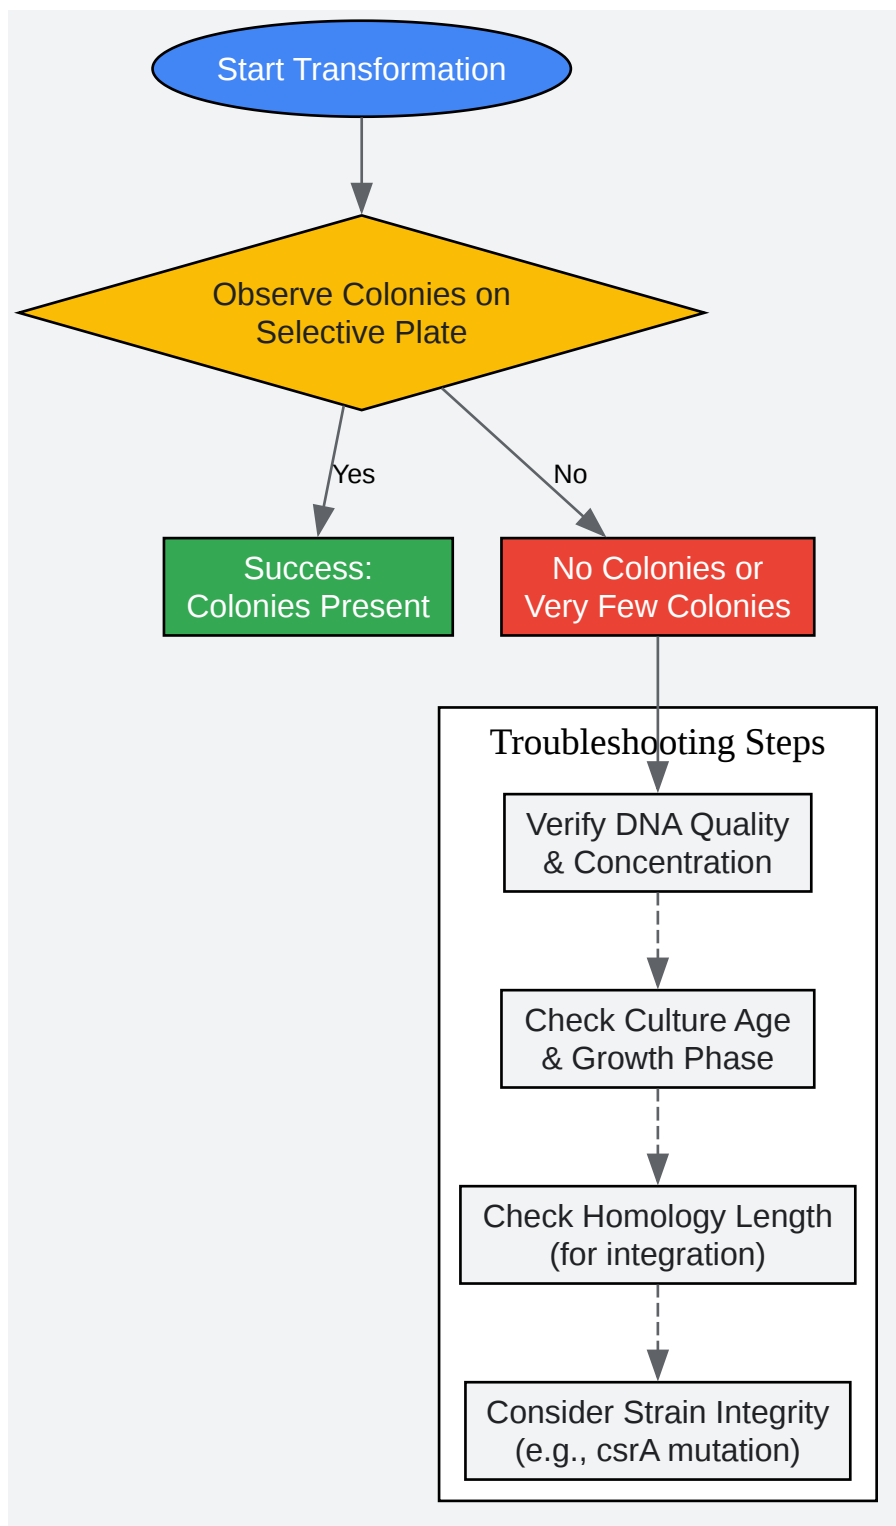 Start Transformation
Observe Colonies on
Selective Plate
Yes
No
Success:
Colonies Present
No Colonies or
Very Few Colonies
Troubleshooting Steps
Verify DNA Quality
& Concentration
Check Culture Age
& Growth Phase
Check Homology Length
(for integration)
Consider Strain Integrity
(e.g., csrA mutation)